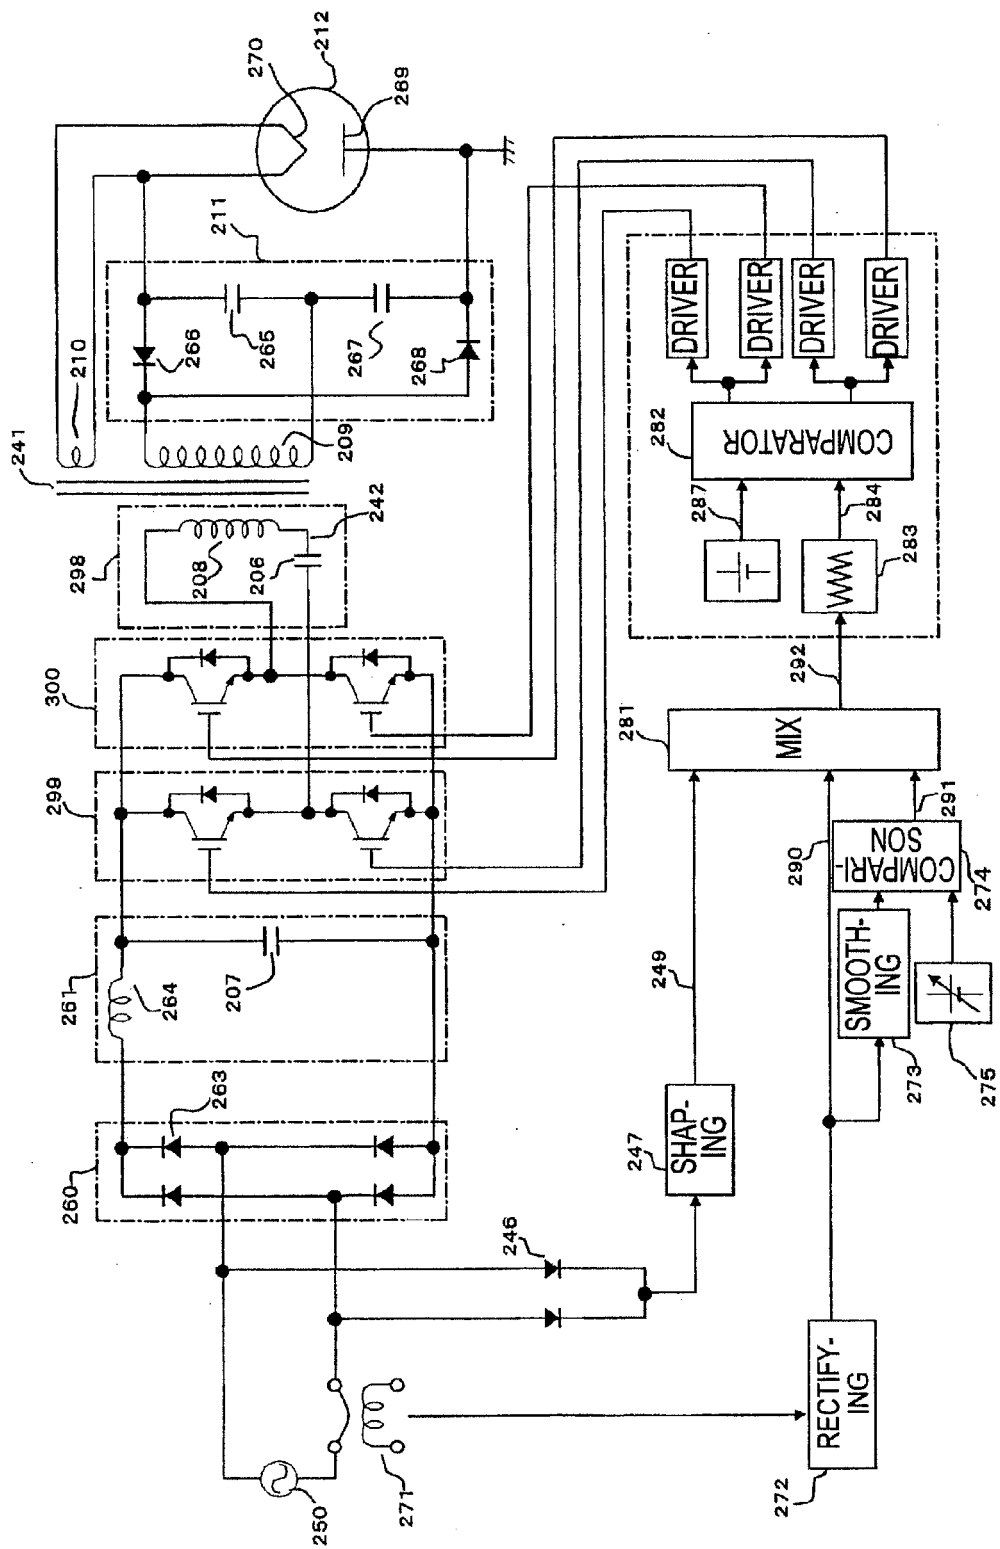 241
210
270
212
269
211
266
265
267
268
209
298
208
206
242
300
299
261
264
207
260
263
250
271
246
247
SHAP-
ING
249
272
RECTIFY-
ING
290
273
SMOOTH-
ING
275
COMPARI-
SON
274
291
281
MIX
292
287
284
283
282
COMPARATOR
DRIVER
DRIVER
DRIVER
DRIVER